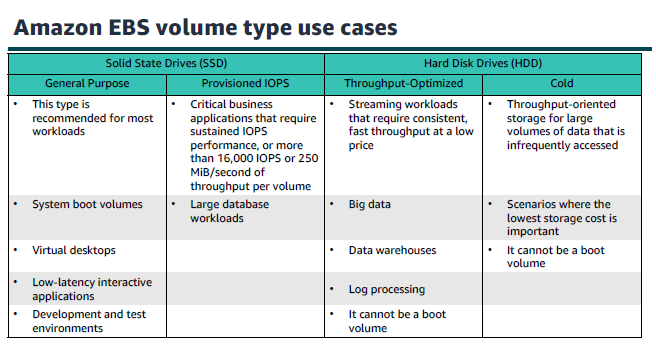 Amazon EBS volume type use cases
Solid State Drives (SSD)
Hard Disk Drives (HDD)
General Purpose
Provisioned IOPS
Throughput-Optimized
Cold
• This type is
recommended for most
workloads
• Critical business
applications that require
sustained IOPS
performance, or more
than 16,000 IOPS or 250
MiB/second of
throughput per volume
• Streaming workloads
that require consistent,
fast throughput at a low
price
• Throughput-oriented
storage for large
volumes of data that is
infrequently accessed
• System boot volumes
• Large database
workloads
• Big data
• Scenarios where the
lowest storage cost is
important
• Virtual desktops
• Data warehouses
• It cannot be a boot
volume
• Low-latency interactive
applications
• Log processing
• Development and test
environments
• It cannot be a boot
volume